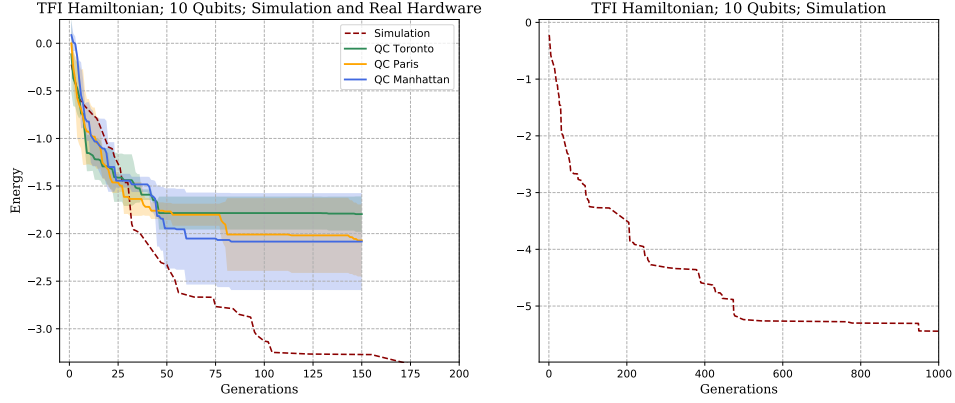 TFI Hamiltonian; 10 Qubits; Simulation and Real Hardware
Energy
0.0
−0.5
−1.0
−1.5
−2.0
−2.5
−3.0
Simulation
QC Toronto
QC Paris
QC Manhattan
0 25 50 75 100 125 150 175 200
Generations
TFI Hamiltonian; 10 Qubits; Simulation
0
−1
−2
−3
−4
−5
0 200 400 600 800 1000
Generations